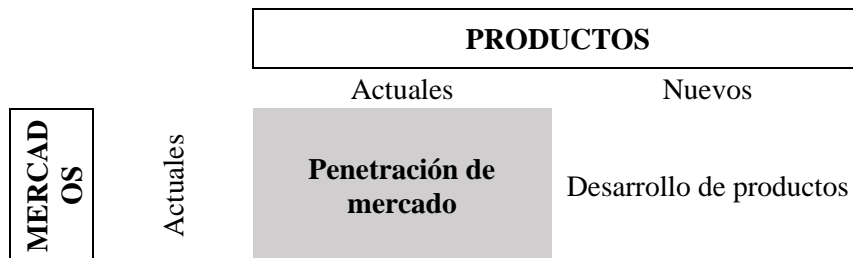 PRODUCTOS
Actuales Nuevos
MERCAD
OS
Actuales
Penetración de
mercado
Desarrollo de productos